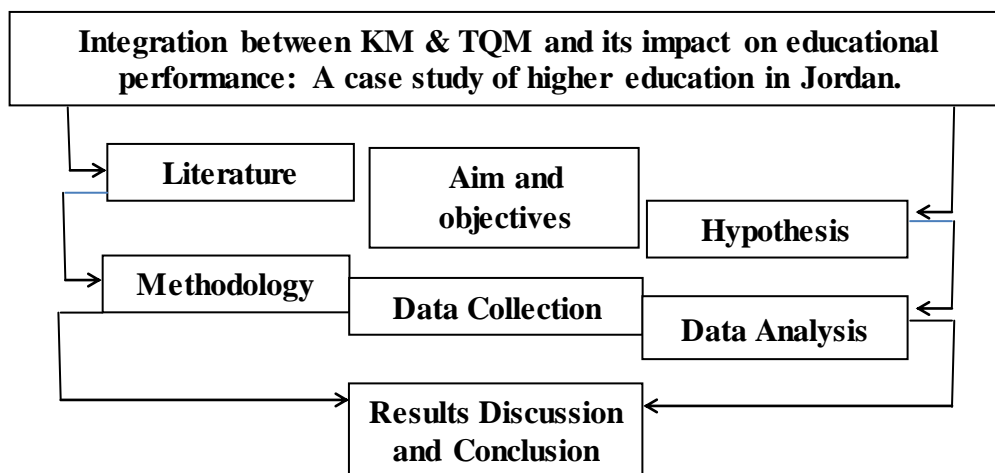 Integration between KM & TQM and its impact on educational
performance: A case study of higher education in Jordan.
Literature
Aim and
objectives
Hypothesis
Methodology
Data Collection
Data Analysis
Results Discussion
and Conclusion